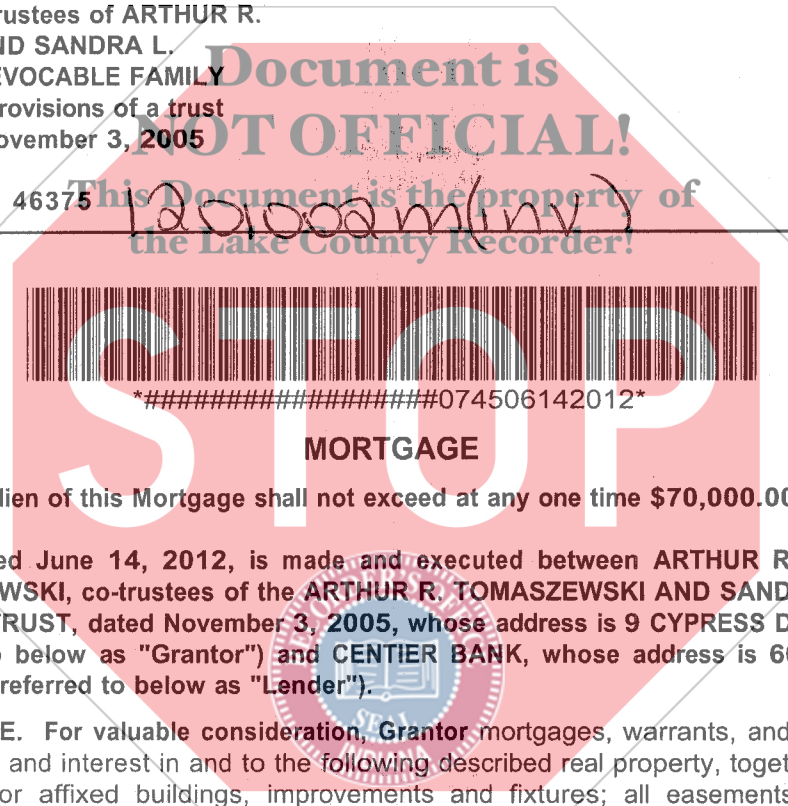 rustees of ARTHUR R.
ND SANDRA L.
EVOCABLE FAMILY
rovisions of a trust
ovember 3, 2005
46375
Document is
NOT OFFICIAL!
This Document is the property of
the Lake County Recorder!
STOP
*##################074506142012*
MORTGAGE
lien of this Mortgage shall not exceed at any one time $70,000.00
ed June 14, 2012, is made and executed between ARTHUR R
WSKI, co-trustees of the ARTHUR R. TOMASZEWSKI AND SAND
TRUST, dated November 3, 2005, whose address is 9 CYPRESS D
below as "Grantor") and CENTIER BANK, whose address is 6
referred to below as "Lender").
E. For valuable consideration, Grantor mortgages, warrants, and
and interest in and to the following described real property, toget
or affixed buildings, improvements and fixtures; all easements
SEAL
INDIANA